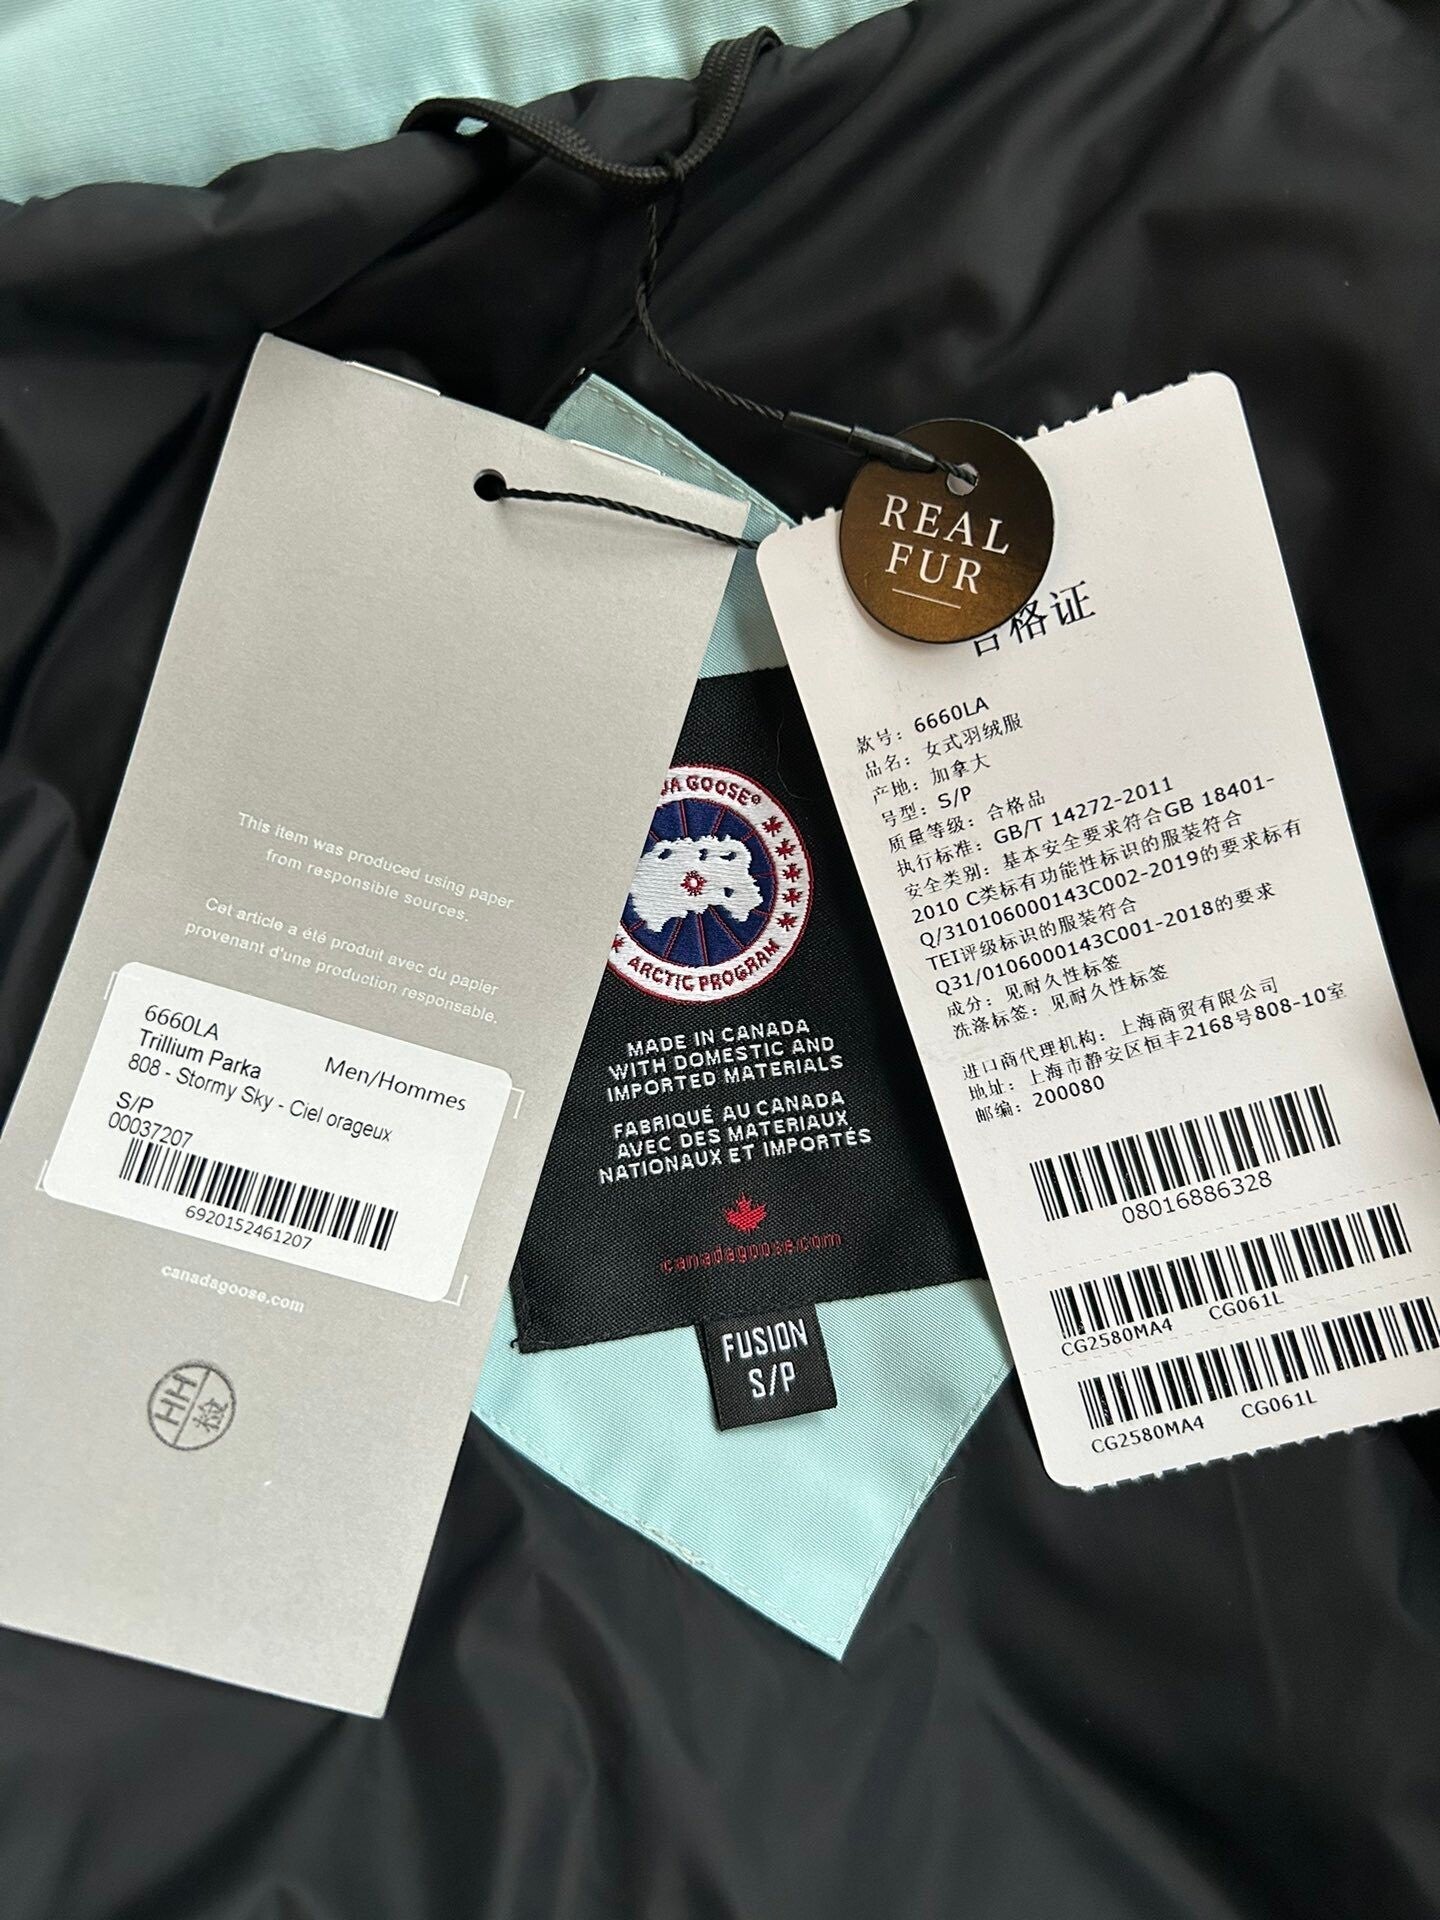 REAL
FUR
格证
款号: 6660LA
品名: 女式羽绒服
产地: 加拿大
号型: S/P
质量等级: 合格品
执行标准: GB/T 14272-2011
安全类别: 基本安全要求符合GB 18401-
2010 C类标有功能性标识的服装符合
Q/310106000143C002-2019的要求标有
TEI评级标识的服装符合
Q31/0106000143C001-2018的要求
成分: 见耐久性标签
洗涤标签: 见耐久性标签
进口商代理机构: 上海商贸有限公司
地址: 上海市静安区恒丰2168号808-10室
邮编: 200080
08016886328
CG2580MA4 CG061L
CG2580MA4 CG061L
This item was produced using paper
from responsible sources.
Cet article a été produit avec du papier
provenant d'une production responsable.
6660LA
Trillium Parka Men/Hommes
808 - Stormy Sky - Ciel orageux
S/P
00037207
6920152461207
canadagoose.com
HH检
DA GOOSE
ARCTIC PROGRAM
MADE IN CANADA
WITH DOMESTIC AND
IMPORTED MATERIALS
FABRIQUÉ AU CANADA
AVEC DES MATERIAUX
NATIONAUX ET IMPORTÉS
canadagoose.com
FUSION
S/P